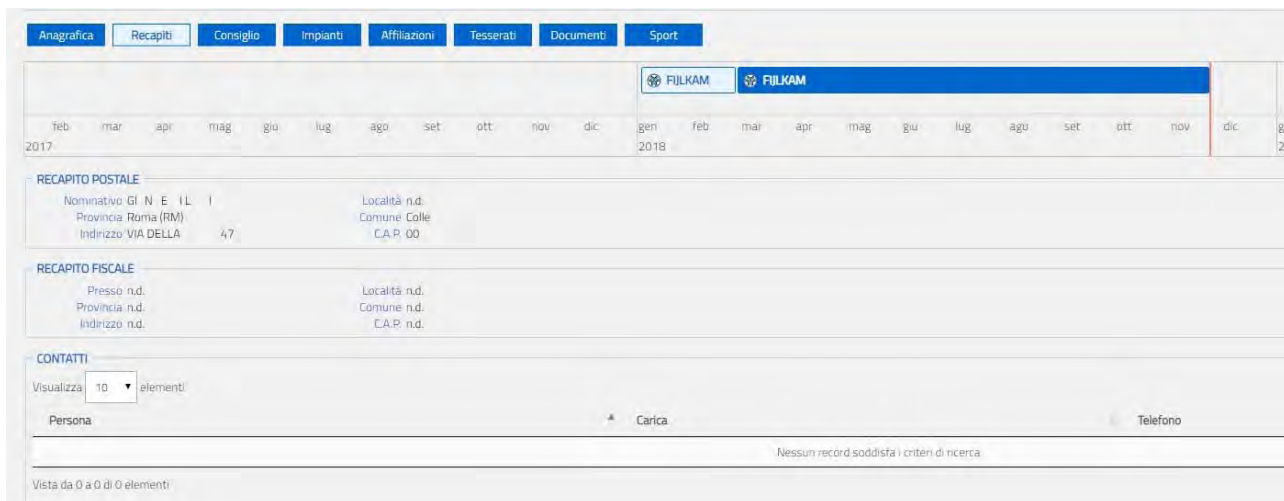 Anagrafica Recapiti Consiglio Impianti Affiliazioni Tesserati Documenti Sport
FIJLKAM FIJLKAM
feb mar apr mag giu lug ago set ott nov dic gen feb mar apr mag giu lug ago set ott nov dic g
2017 2018 2
RECAPITO POSTALE
Nominativo GI N E I L I Località n.d.
Provincia Roma (RM) Comune Colle
Indirizzo VIA DELLA 47 C.A.P. 00
RECAPITO FISCALE
Presso n.d. Località n.d.
Provincia n.d. Comune n.d.
Indirizzo n.d. C.A.P. n.d.
CONTATTI
Visualizza 10 elementi
Persona Carica Telefono
Nessun record soddisfa i criteri di ricerca.
Vista da 0 a 0 di 0 elementi